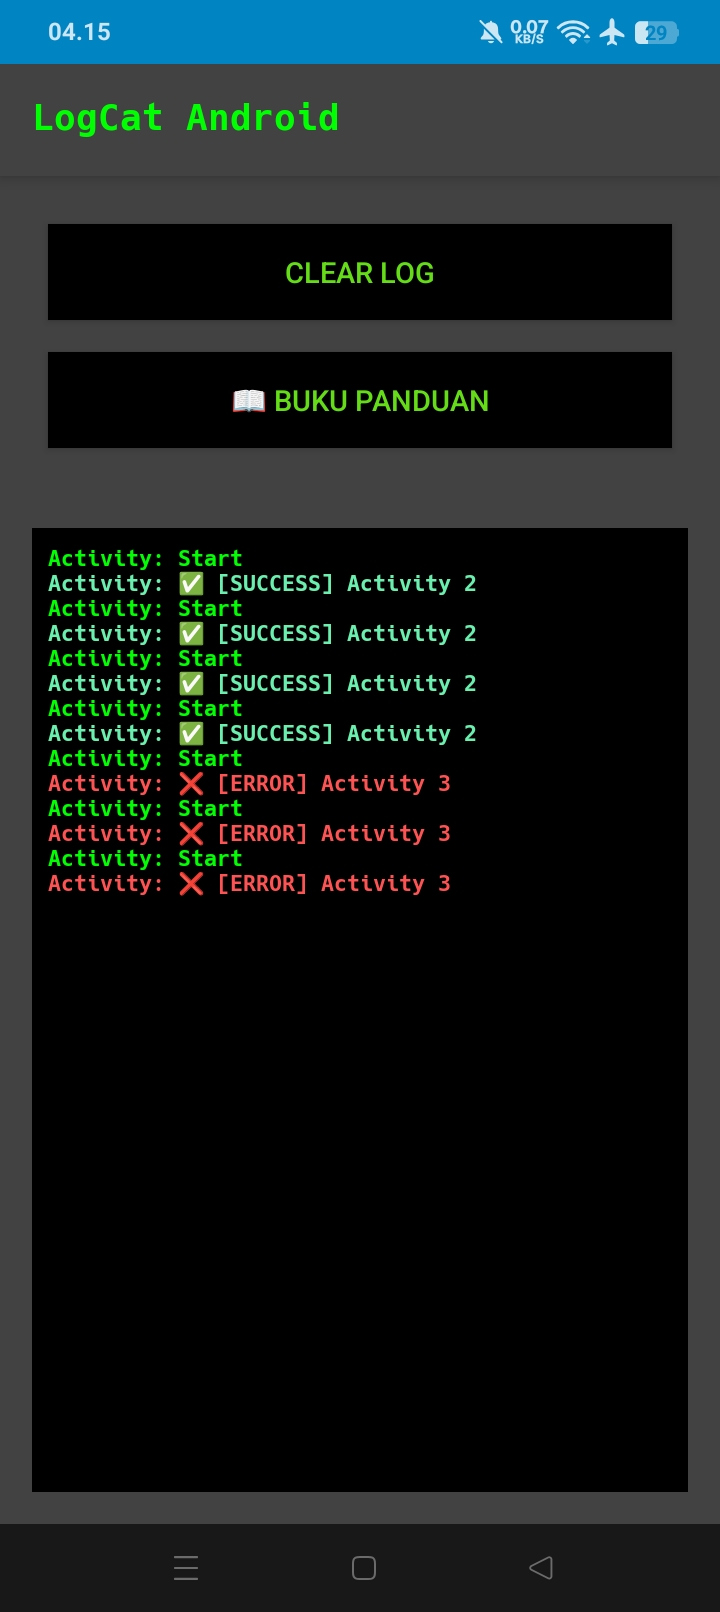 04.15
0.07
KB/S
29
LogCat Android
CLEAR LOG
📖 BUKU PANDUAN
Activity: Start
Activity: ✅ [SUCCESS] Activity 2
Activity: Start
Activity: ✅ [SUCCESS] Activity 2
Activity: Start
Activity: ✅ [SUCCESS] Activity 2
Activity: Start
Activity: ✅ [SUCCESS] Activity 2
Activity: Start
Activity: ❌ [ERROR] Activity 3
Activity: Start
Activity: ❌ [ERROR] Activity 3
Activity: Start
Activity: ❌ [ERROR] Activity 3